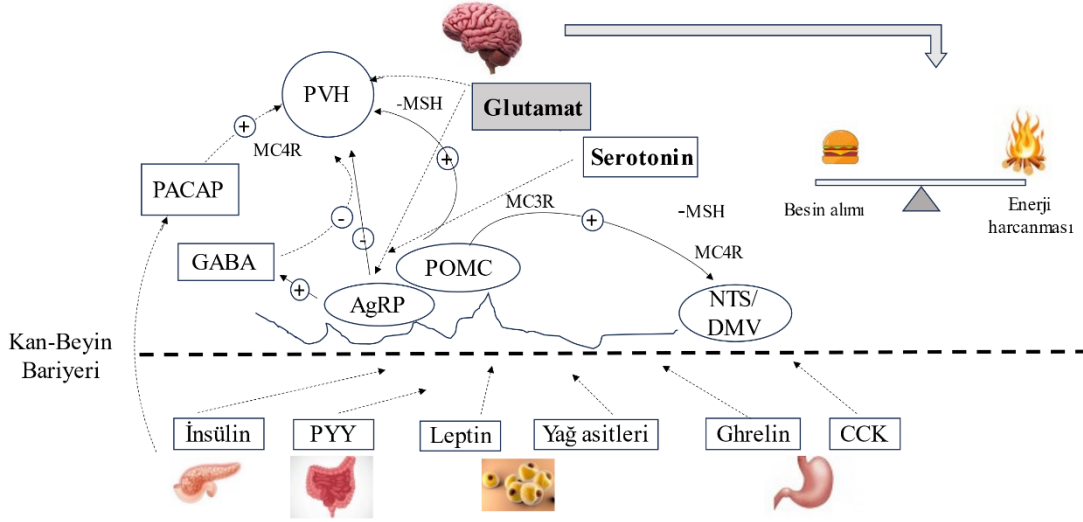 PVH
-MSH
Glutamat
+
MC4R
Serotonin
PACAP
+
-
-
MC3R
+
-MSH
MC4R
Besin alımı
Enerji
harcanması
GABA
+
POMC
AgRP
NTS/
DMV
Kan-Beyin
Bariyeri
İnsülin
PYY
Leptin
Yağ asitleri
Ghrelin
CCK